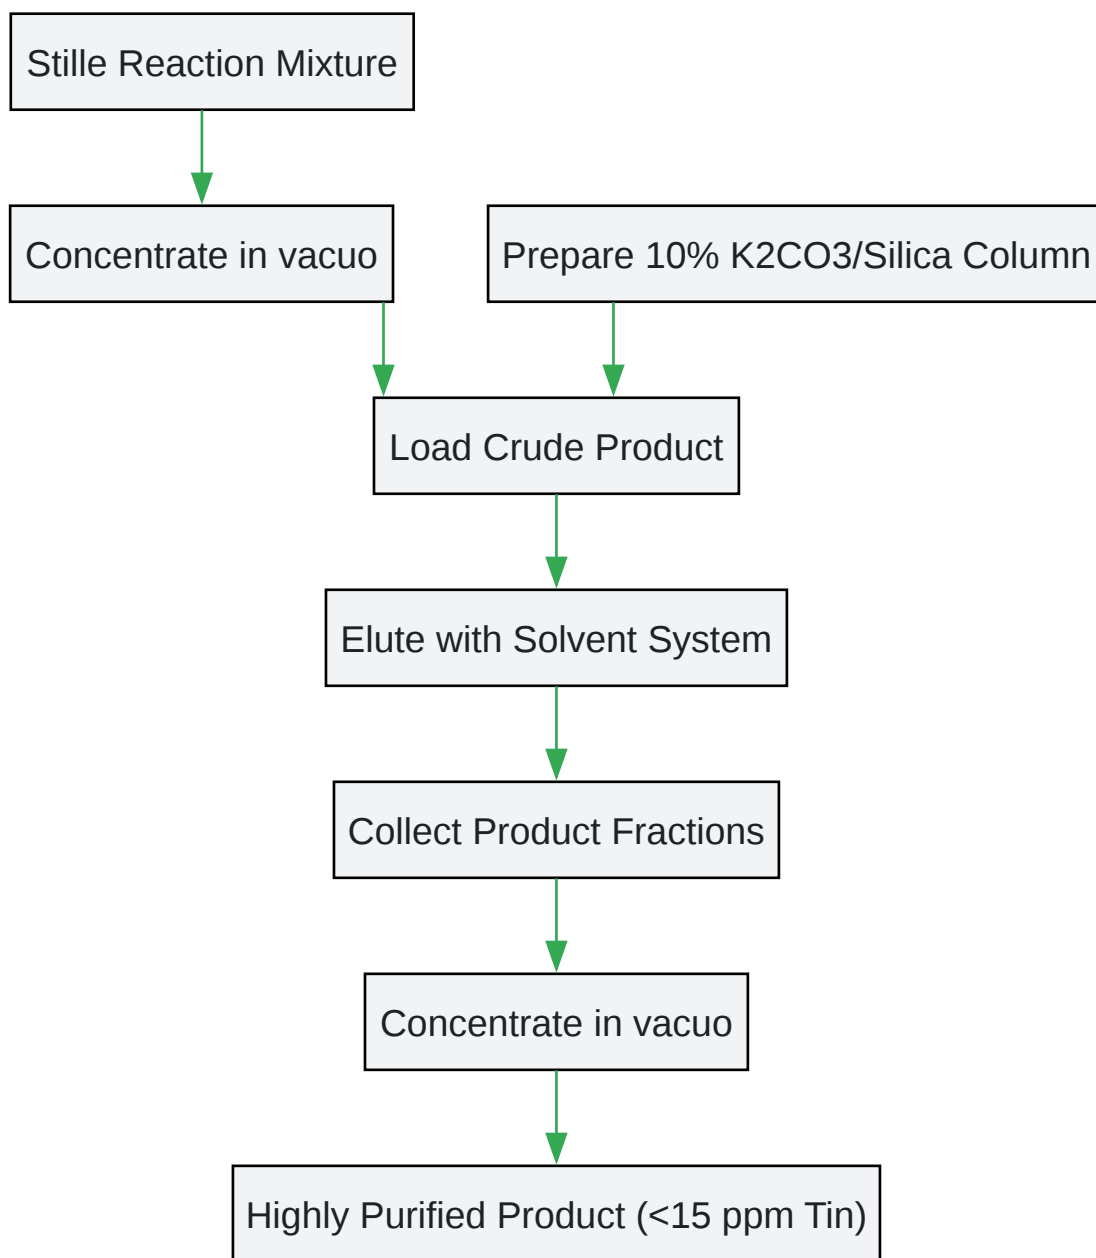 Stille Reaction Mixture
Concentrate in vacuo
Prepare 10% K2CO3/Silica Column
Load Crude Product
Elute with Solvent System
Collect Product Fractions
Concentrate in vacuo
Highly Purified Product (<15 ppm Tin)